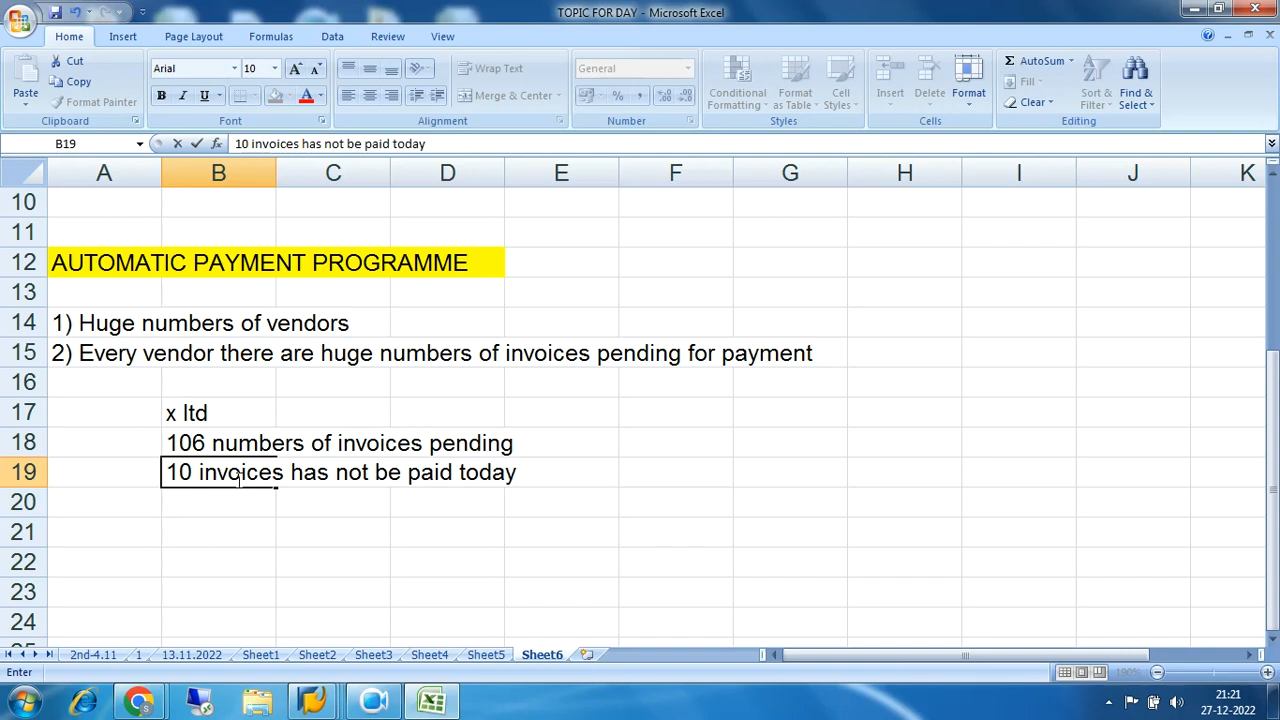 TOPIC FOR DAY - Microsoft Excel
Home Insert Page Layout Formulas Data Review View
Paste Cut Copy Format Painter Clipboard
Arial 10 B I U A Font
Wrap Text Merge & Center Alignment
General % , Number
Conditional Formatting Format as Table Cell Styles Styles
Insert Delete Format Cells
Σ AutoSum Fill Clear Sort & Filter Find & Select Editing
B19 fx 10 invoices has not be paid today
A B C D E F G H I J K
10
11
12 AUTOMATIC PAYMENT PROGRAMME
13
14 1) Huge numbers of vendors
15 2) Every vendor there are huge numbers of invoices pending for payment
16
17 x ltd
18 106 numbers of invoices pending
19 10 invoices has not be paid today
20
21
22
23
24
2nd-4.11 1 13.11.2022 Sheet1 Sheet2 Sheet3 Sheet4 Sheet5 Sheet6
Enter 190%
21:21
27-12-2022